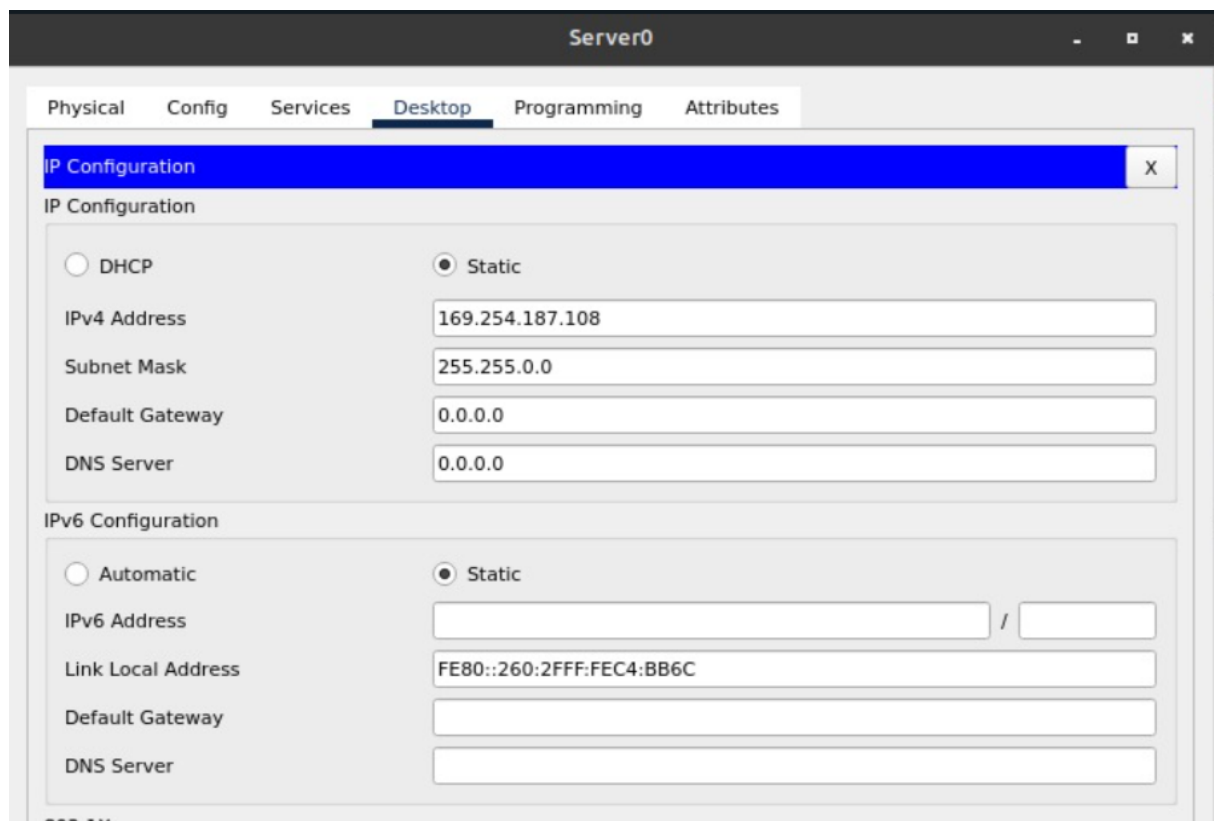 Server0
Physical Config Services Desktop Programming Attributes
IP Configuration X
IP Configuration
DHCP Static
IPv4 Address 169.254.187.108
Subnet Mask 255.255.0.0
Default Gateway 0.0.0.0
DNS Server 0.0.0.0
IPv6 Configuration
Automatic Static
IPv6 Address /
Link Local Address FE80::260:2FFF:FEC4:BB6C
Default Gateway
DNS Server